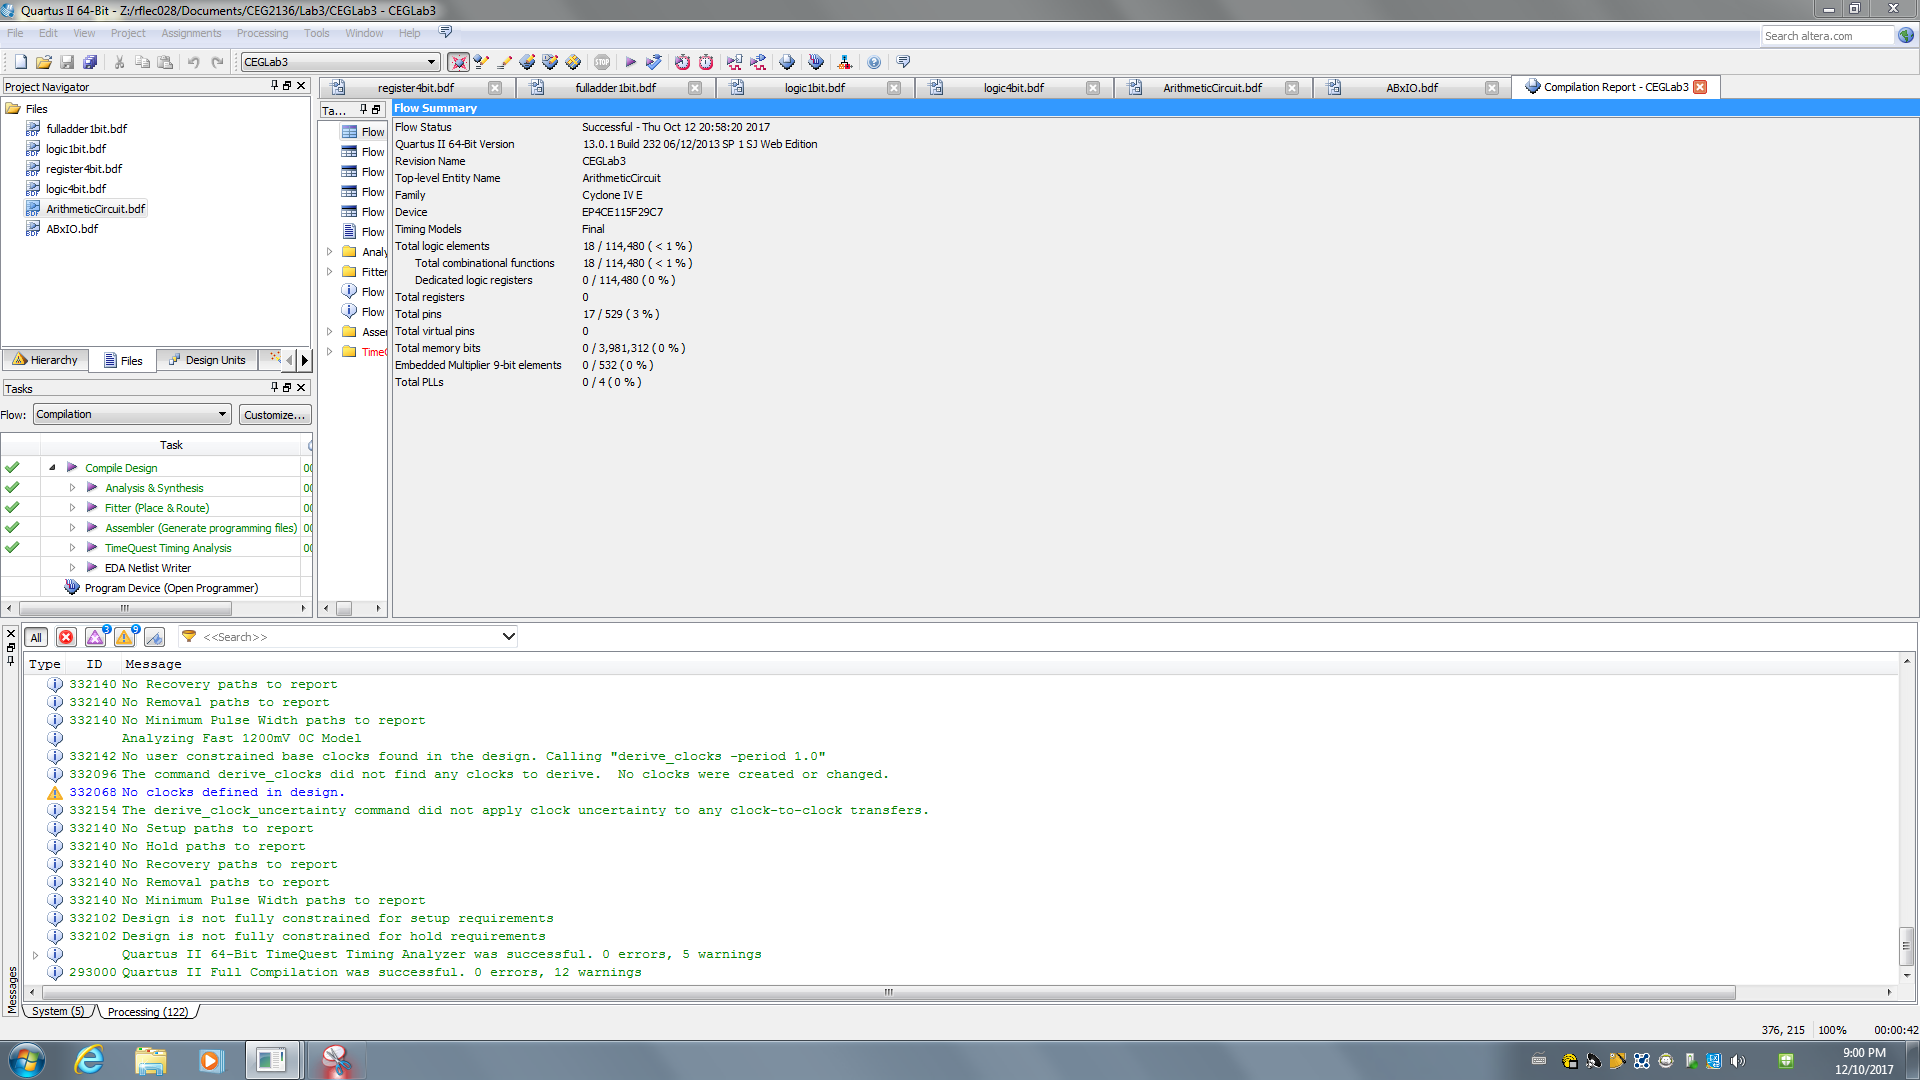 Quartus II 64-Bit - Z:/rflec028/Documents/CEG2136/Lab3/CEGLab3 - CEGLab3
File Edit View Project Assignments Processing Tools Window Help
Search altera.com
CEGLab3
Project Navigator
Files
fulladder1bit.bdf
logic1bit.bdf
register4bit.bdf
logic4bit.bdf
ArithmeticCircuit.bdf
ABxIO.bdf
Hierarchy Files Design Units
Tasks
Flow: Compilation Customize...
Task
Compile Design 00
Analysis & Synthesis 00
Fitter (Place & Route) 00
Assembler (Generate programming files) 00
TimeQuest Timing Analysis 00
EDA Netlist Writer
Program Device (Open Programmer)
register4bit.bdf fulladder1bit.bdf logic1bit.bdf logic4bit.bdf ArithmeticCircuit.bdf ABxIO.bdf Compilation Report - CEGLab3
Ta...
Flow
Flow
Flow
Flow
Flow
Flow
Analy
Fitter
Flow
Flow
Asser
TimeQ
Flow Summary
Flow Status Successful - Thu Oct 12 20:58:20 2017
Quartus II 64-Bit Version 13.0.1 Build 232 06/12/2013 SP 1 SJ Web Edition
Revision Name CEGLab3
Top-level Entity Name ArithmeticCircuit
Family Cyclone IV E
Device EP4CE115F29C7
Timing Models Final
Total logic elements 18 / 114,480 ( < 1 % )
Total combinational functions 18 / 114,480 ( < 1 % )
Dedicated logic registers 0 / 114,480 ( 0 % )
Total registers 0
Total pins 17 / 529 ( 3 % )
Total virtual pins 0
Total memory bits 0 / 3,981,312 ( 0 % )
Embedded Multiplier 9-bit elements 0 / 532 ( 0 % )
Total PLLs 0 / 4 ( 0 % )
All 3 9 <<Search>>
Type ID Message
332140 No Recovery paths to report
332140 No Removal paths to report
332140 No Minimum Pulse Width paths to report
Analyzing Fast 1200mV 0C Model
332142 No user constrained base clocks found in the design. Calling "derive_clocks -period 1.0"
332096 The command derive_clocks did not find any clocks to derive.  No clocks were created or changed.
332068 No clocks defined in design.
332154 The derive_clock_uncertainty command did not apply clock uncertainty to any clock-to-clock transfers.
332140 No Setup paths to report
332140 No Hold paths to report
332140 No Recovery paths to report
332140 No Removal paths to report
332140 No Minimum Pulse Width paths to report
332102 Design is not fully constrained for setup requirements
332102 Design is not fully constrained for hold requirements
Quartus II 64-Bit TimeQuest Timing Analyzer was successful. 0 errors, 5 warnings
293000 Quartus II Full Compilation was successful. 0 errors, 12 warnings
Messages
System (5) Processing (122)
376, 215 100% 00:00:42
9:00 PM
12/10/2017